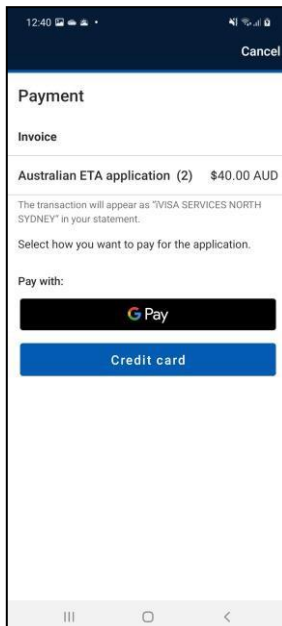 12:40
Cancel
Payment
Invoice
Australian ETA application (2) $40.00 AUD
The transaction will appear as "iVISA SERVICES NORTH
SYDNEY" in your statement.
Select how you want to pay for the application.
Pay with:
G Pay
Credit card